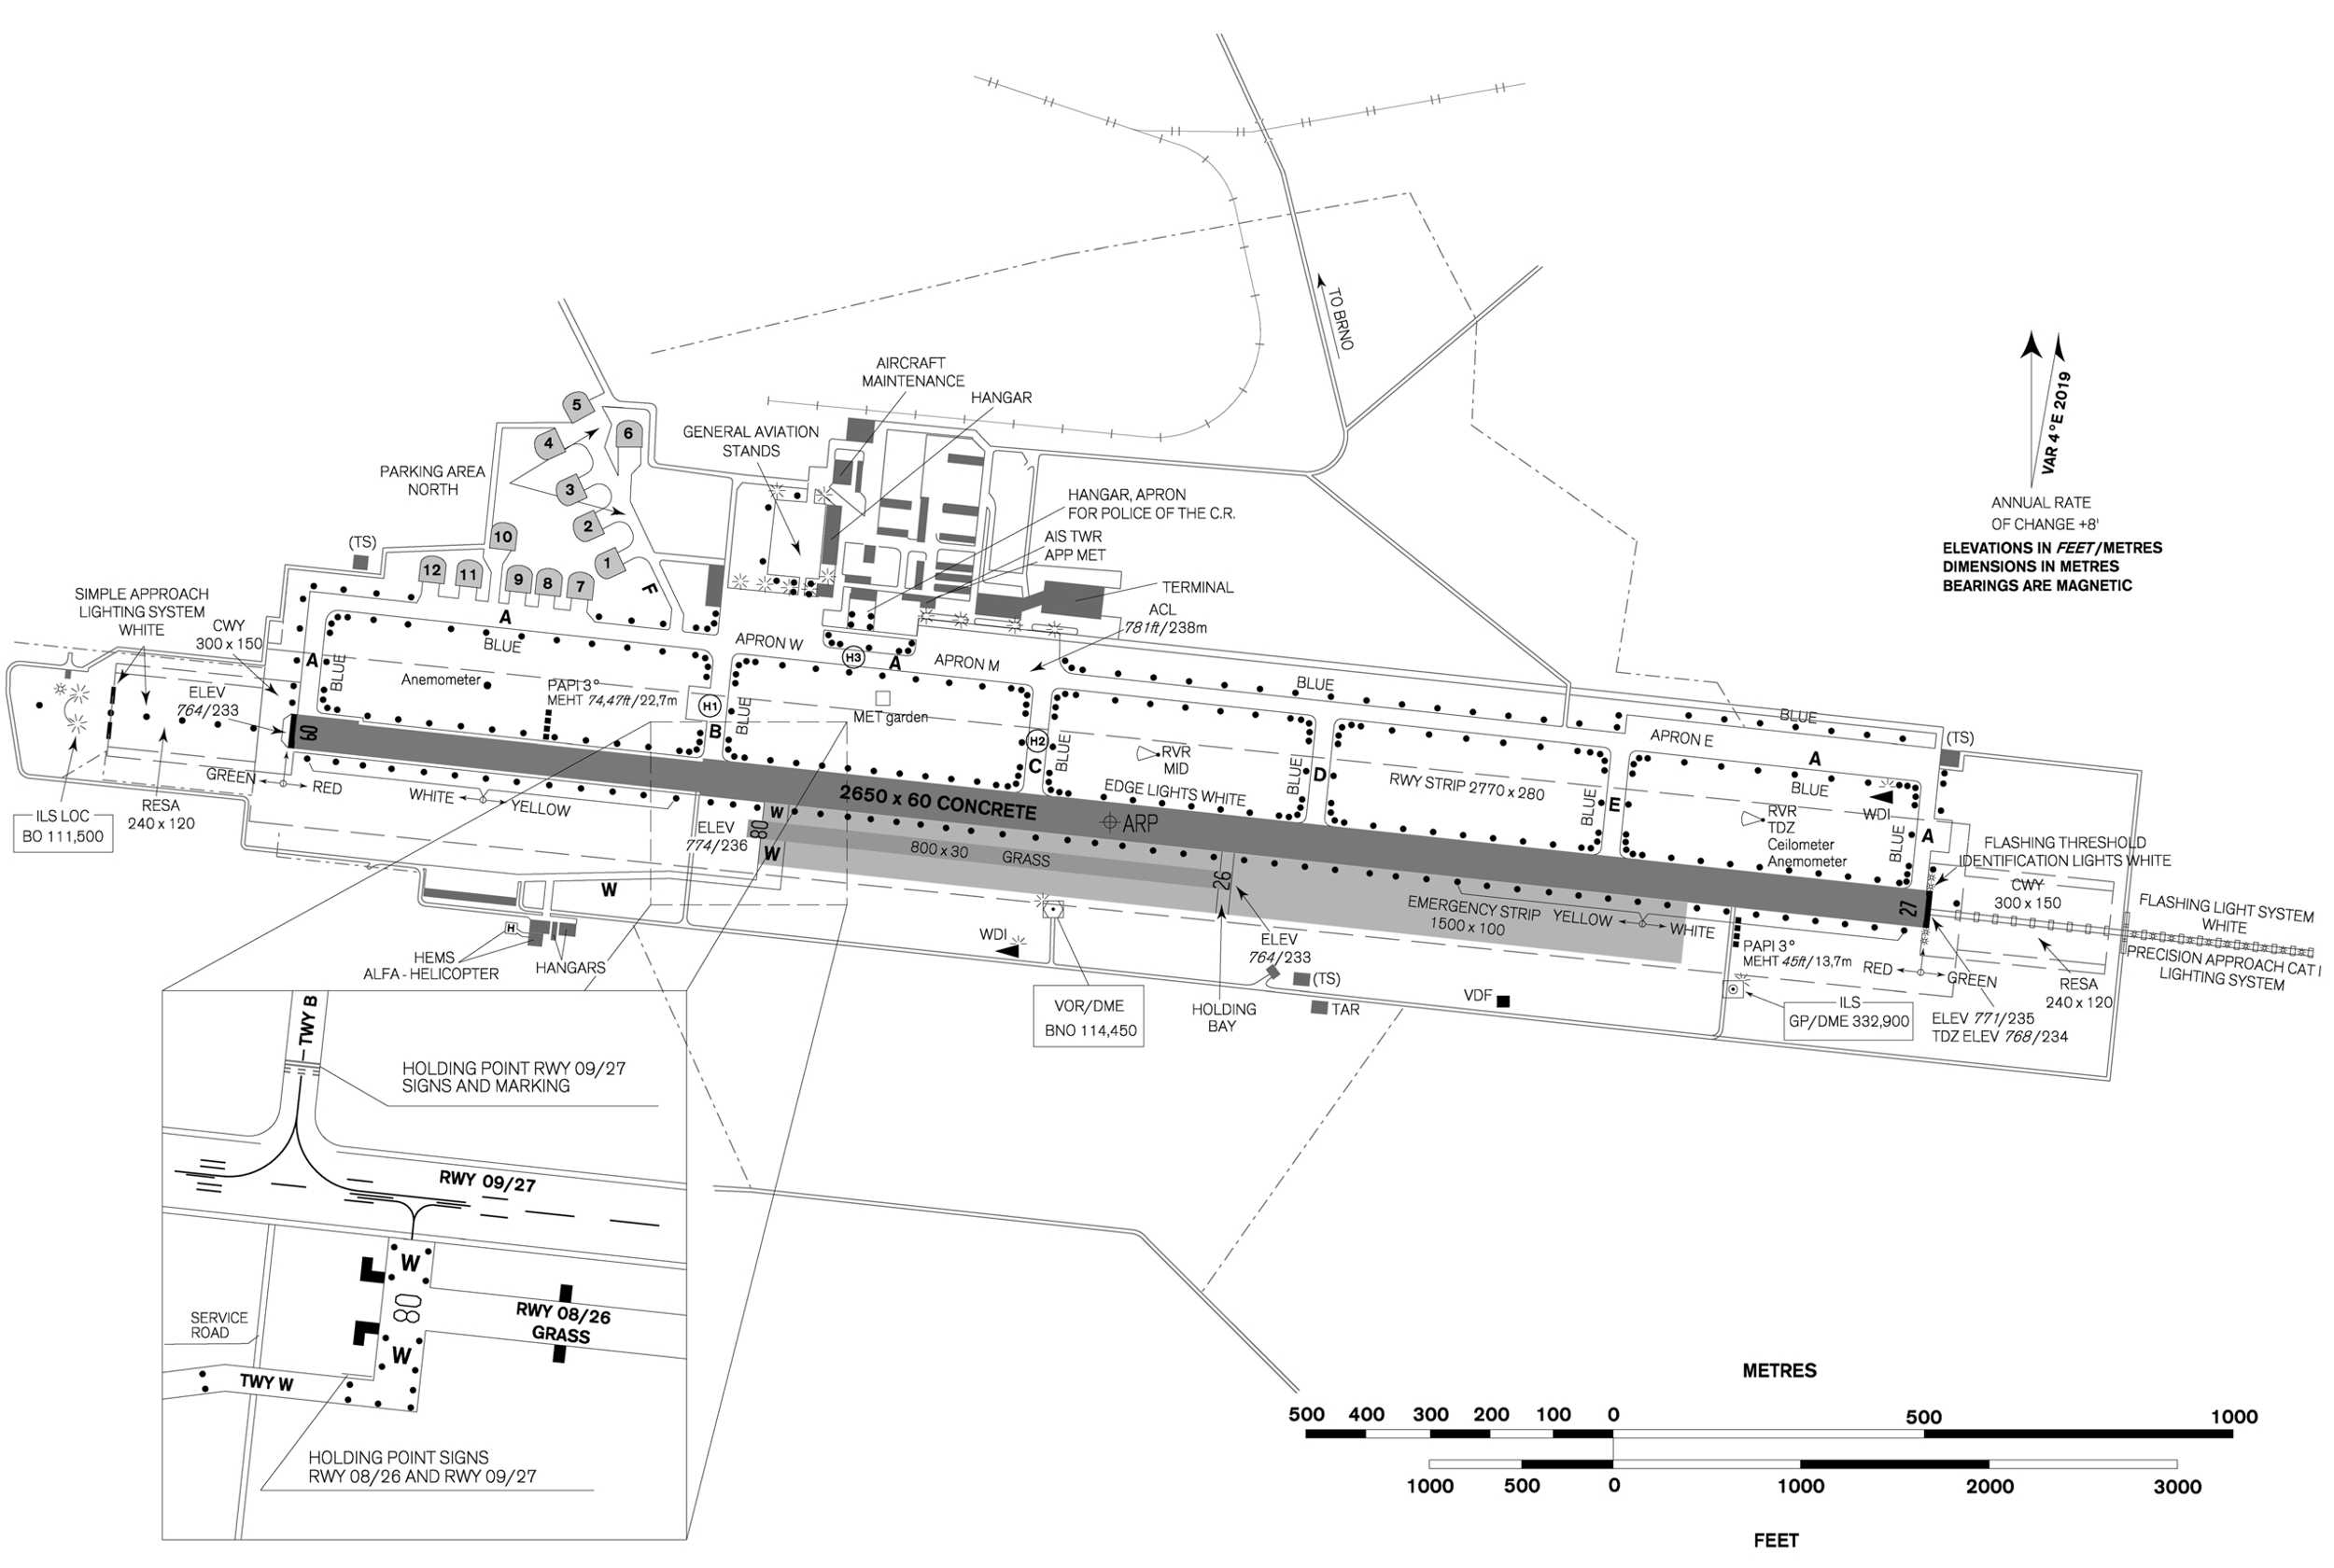 TO BRNO
VAR 4°E 2019
ANNUAL RATE
OF CHANGE +8'
ELEVATIONS IN FEET/METRES
DIMENSIONS IN METRES
BEARINGS ARE MAGNETIC
AIRCRAFT
MAINTENANCE
HANGAR
GENERAL AVIATION
STANDS
PARKING AREA
NORTH
5
4
6
3
2
1
10
12
11
9
8
7
F
(TS)
HANGAR, APRON
FOR POLICE OF THE C.R.
AIS TWR
APP MET
TERMINAL
ACL
781ft/238m
SIMPLE APPROACH
LIGHTING SYSTEM
WHITE
CWY
300 x 150
ELEV
764/233
A
BLUE
A
BLUE
Anemometer
PAPI 3°
MEHT 74,47ft/22,7m
APRON W
H3
A
APRON M
H1
B
BLUE
MET garden
H2
C
BLUE
RVR
MID
BLUE
BLUE
D
RWY STRIP 2770 x 280
BLUE
E
APRON E
BLUE
A
BLUE
WDI
(TS)
RVR
TDZ
Ceilometer
Anemometer
BLUE
A
FLASHING THRESHOLD
IDENTIFICATION LIGHTS WHITE
CWY
300 x 150
FLASHING LIGHT SYSTEM
WHITE
PRECISION APPROACH CAT I
LIGHTING SYSTEM
RESA
240 x 120
09
2650 x 60 CONCRETE
EDGE LIGHTS WHITE
ARP
27
GREEN
RED
WHITE
YELLOW
ILS LOC
BO 111,500
RESA
240 x 120
ELEV
774/236
W
08
W
800 x 30
GRASS
26
EMERGENCY STRIP
1500 x 100
YELLOW
WHITE
PAPI 3°
MEHT 45ft/13,7m
RED
GREEN
W
H
HEMS
ALFA-HELICOPTER
HANGARS
WDI
VOR/DME
BNO 114,450
ELEV
764/233
HOLDING
BAY
(TS)
TAR
VDF
ILS
GP/DME 332,900
ELEV 771/235
TDZ ELEV 768/234
TWY B
HOLDING POINT RWY 09/27
SIGNS AND MARKING
RWY 09/27
W
08
W
RWY 08/26
GRASS
SERVICE
ROAD
TWY W
HOLDING POINT SIGNS
RWY 08/26 AND RWY 09/27
METRES
500 400 300 200 100 0 500 1000
1000 500 0 1000 2000 3000
FEET